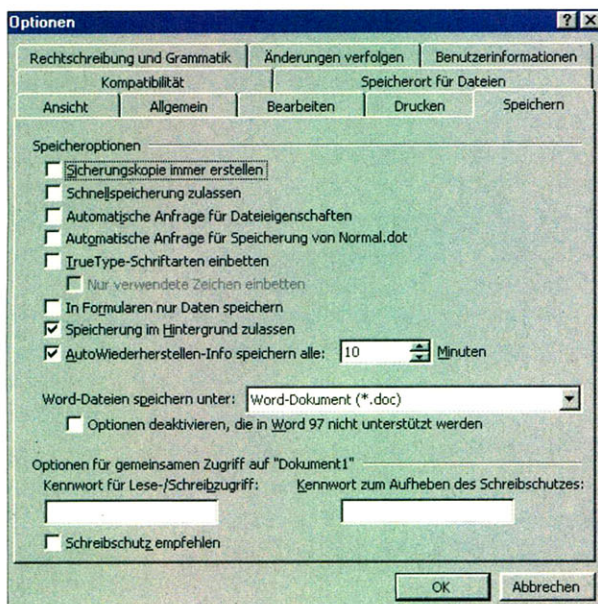 Optionen
Rechtschreibung und Grammatik Änderungen verfolgen Benutzerinformationen
Kompatibilität Speicherort für Dateien
Ansicht Allgemein Bearbeiten Drucken Speichern
Speicheroptionen
Sicherungskopie immer erstellen
Schnellspeicherung zulassen
Automatische Anfrage für Dateieigenschaften
Automatische Anfrage für Speicherung von Normal.dot
TrueType-Schriftarten einbetten
Nur verwendete Zeichen einbetten
In Formularen nur Daten speichern
Speicherung im Hintergrund zulassen
AutoWiederherstellen-Info speichern alle: 10 Minuten
Word-Dateien speichern unter: Word-Dokument (*.doc)
Optionen deaktivieren, die in Word 97 nicht unterstützt werden
Optionen für gemeinsamen Zugriff auf "Dokument1"
Kennwort für Lese-/Schreibzugriff: Kennwort zum Aufheben des Schreibschutzes:
Schreibschutz empfehlen
OK Abbrechen